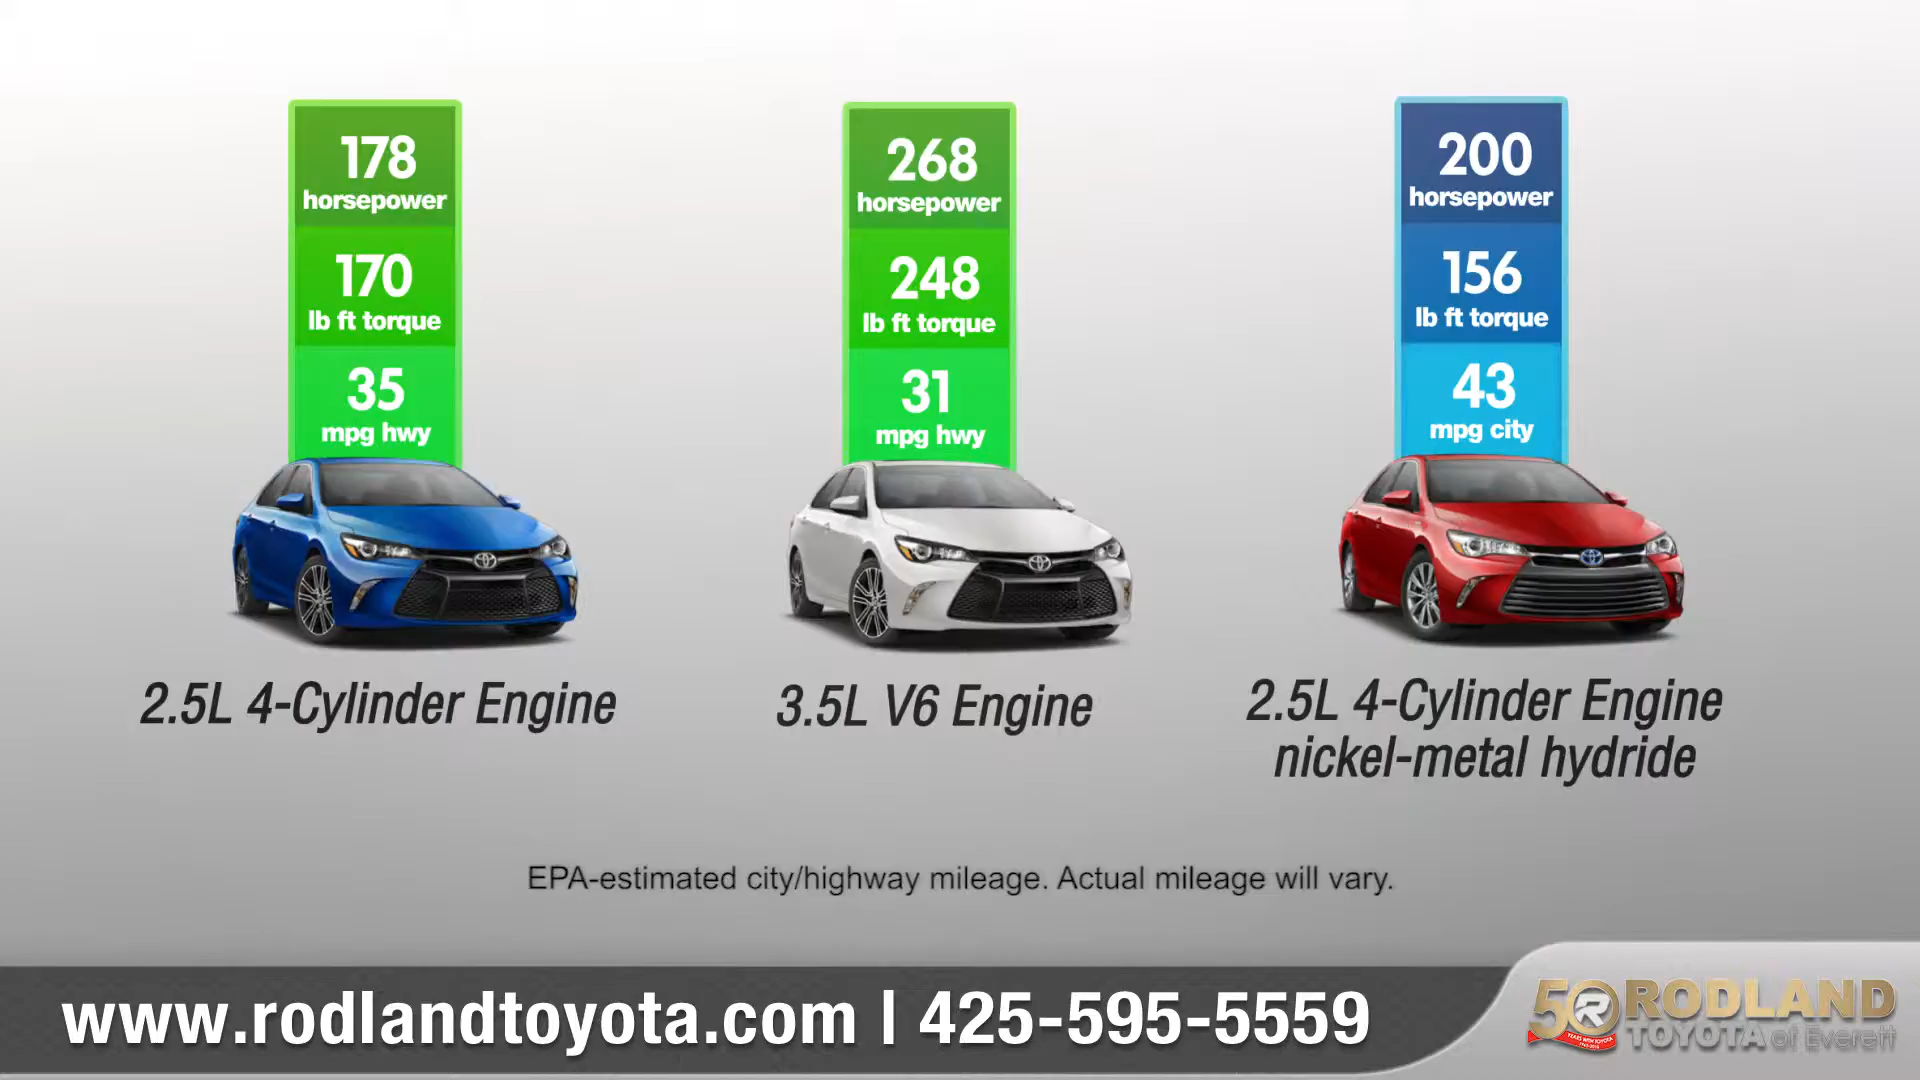 178
horsepower
170
lb ft torque
35
mpg hwy
2.5L 4-Cylinder Engine
268
horsepower
248
lb ft torque
31
mpg hwy
3.5L V6 Engine
200
horsepower
156
lb ft torque
43
mpg city
2.5L 4-Cylinder Engine
nickel-metal hydride
EPA-estimated city/highway mileage. Actual mileage will vary.
www.rodlandtoyota.com | 425-595-5559
50 RODLAND
TOYOTA of Everett
YEARS WITH TOYOTA